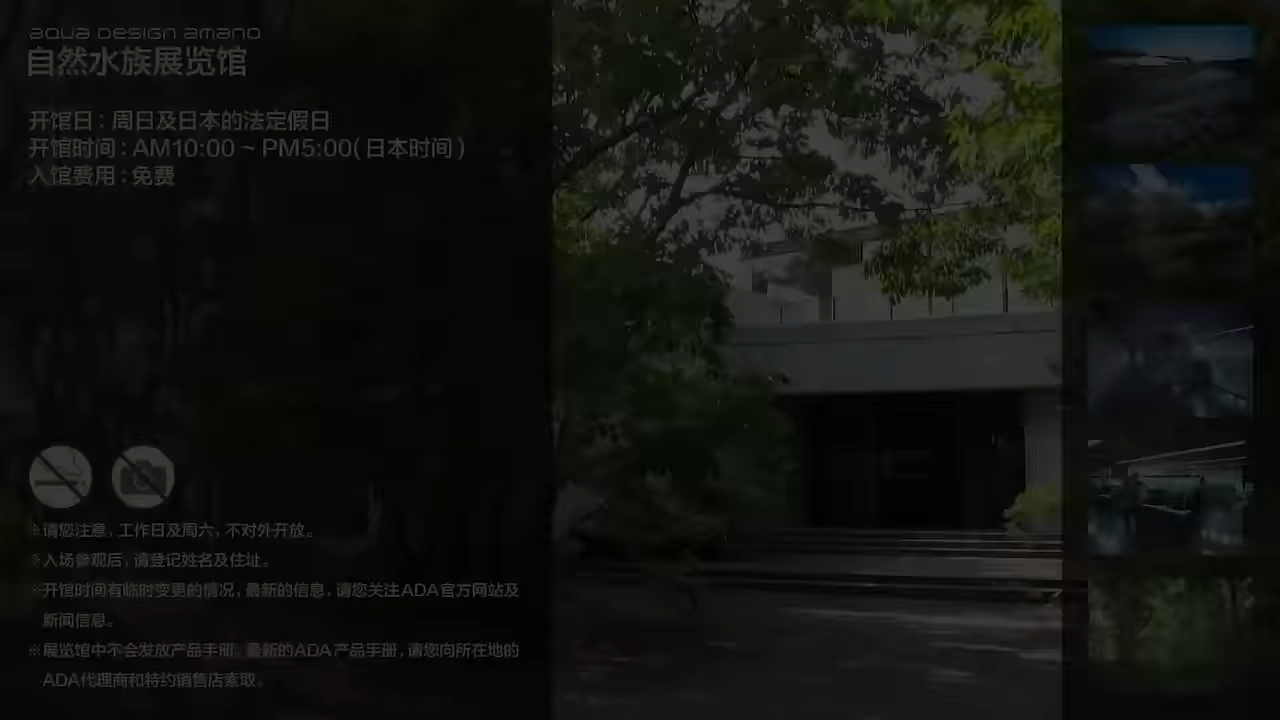 aqua design amano
自然水族展览馆
开馆日：周日及日本的法定假日
开馆时间：AM10:00 ~ PM5:00（日本时间）
入馆费用：免费
※请您注意，工作日及周六，不对外开放。
※入场参观后，请登记姓名及住址。
※开馆时间有临时变更的情况，最新的信息，请您关注ADA官方网站及
新闻信息。
※展览馆中不会发放产品手册，最新的ADA产品手册，请您向所在地的
ADA代理商和特约销售店索取。